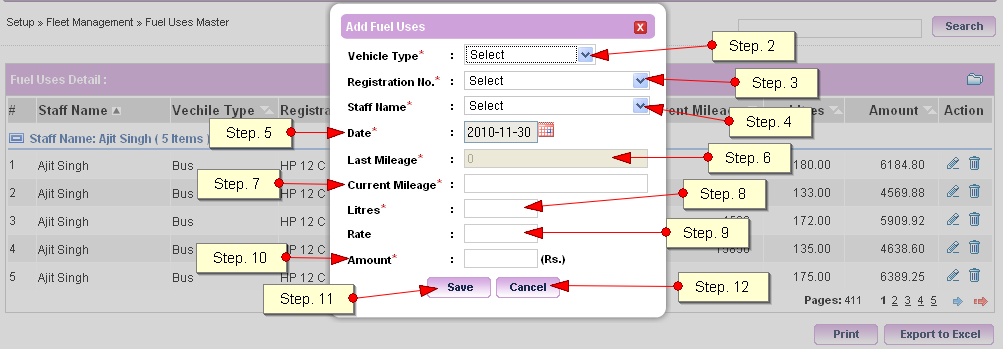 Setup » Fleet Management » Fuel Uses Master
Search
Add Fuel Uses
Vehicle Type* : Select
Step. 2
Registration No.* : Select
Step. 3
Staff Name* : Select
Step. 4
Step. 5
Date* : 2010-11-30
Last Mileage* : 0
Step. 6
Step. 7
Current Mileage* :
Litres* :
Step. 8
Rate :
Step. 9
Step. 10
Amount* : (Rs.)
Save
Cancel
Step. 11
Step. 12
Fuel Uses Detail :
# Staff Name Vechile Type Registra Mileage Amount Action
Staff Name: Ajit Singh ( 5 Items )
1 Ajit Singh Bus HP 12 C 180.00 6184.80
2 Ajit Singh Bus HP 12 C 133.00 4569.88
3 Ajit Singh Bus HP 12 C 172.00 5909.92
4 Ajit Singh Bus HP 12 C 135.00 4638.60
5 Ajit Singh Bus HP 12 C 175.00 6389.25
Pages: 411 1 2 3 4 5
Print
Export to Excel